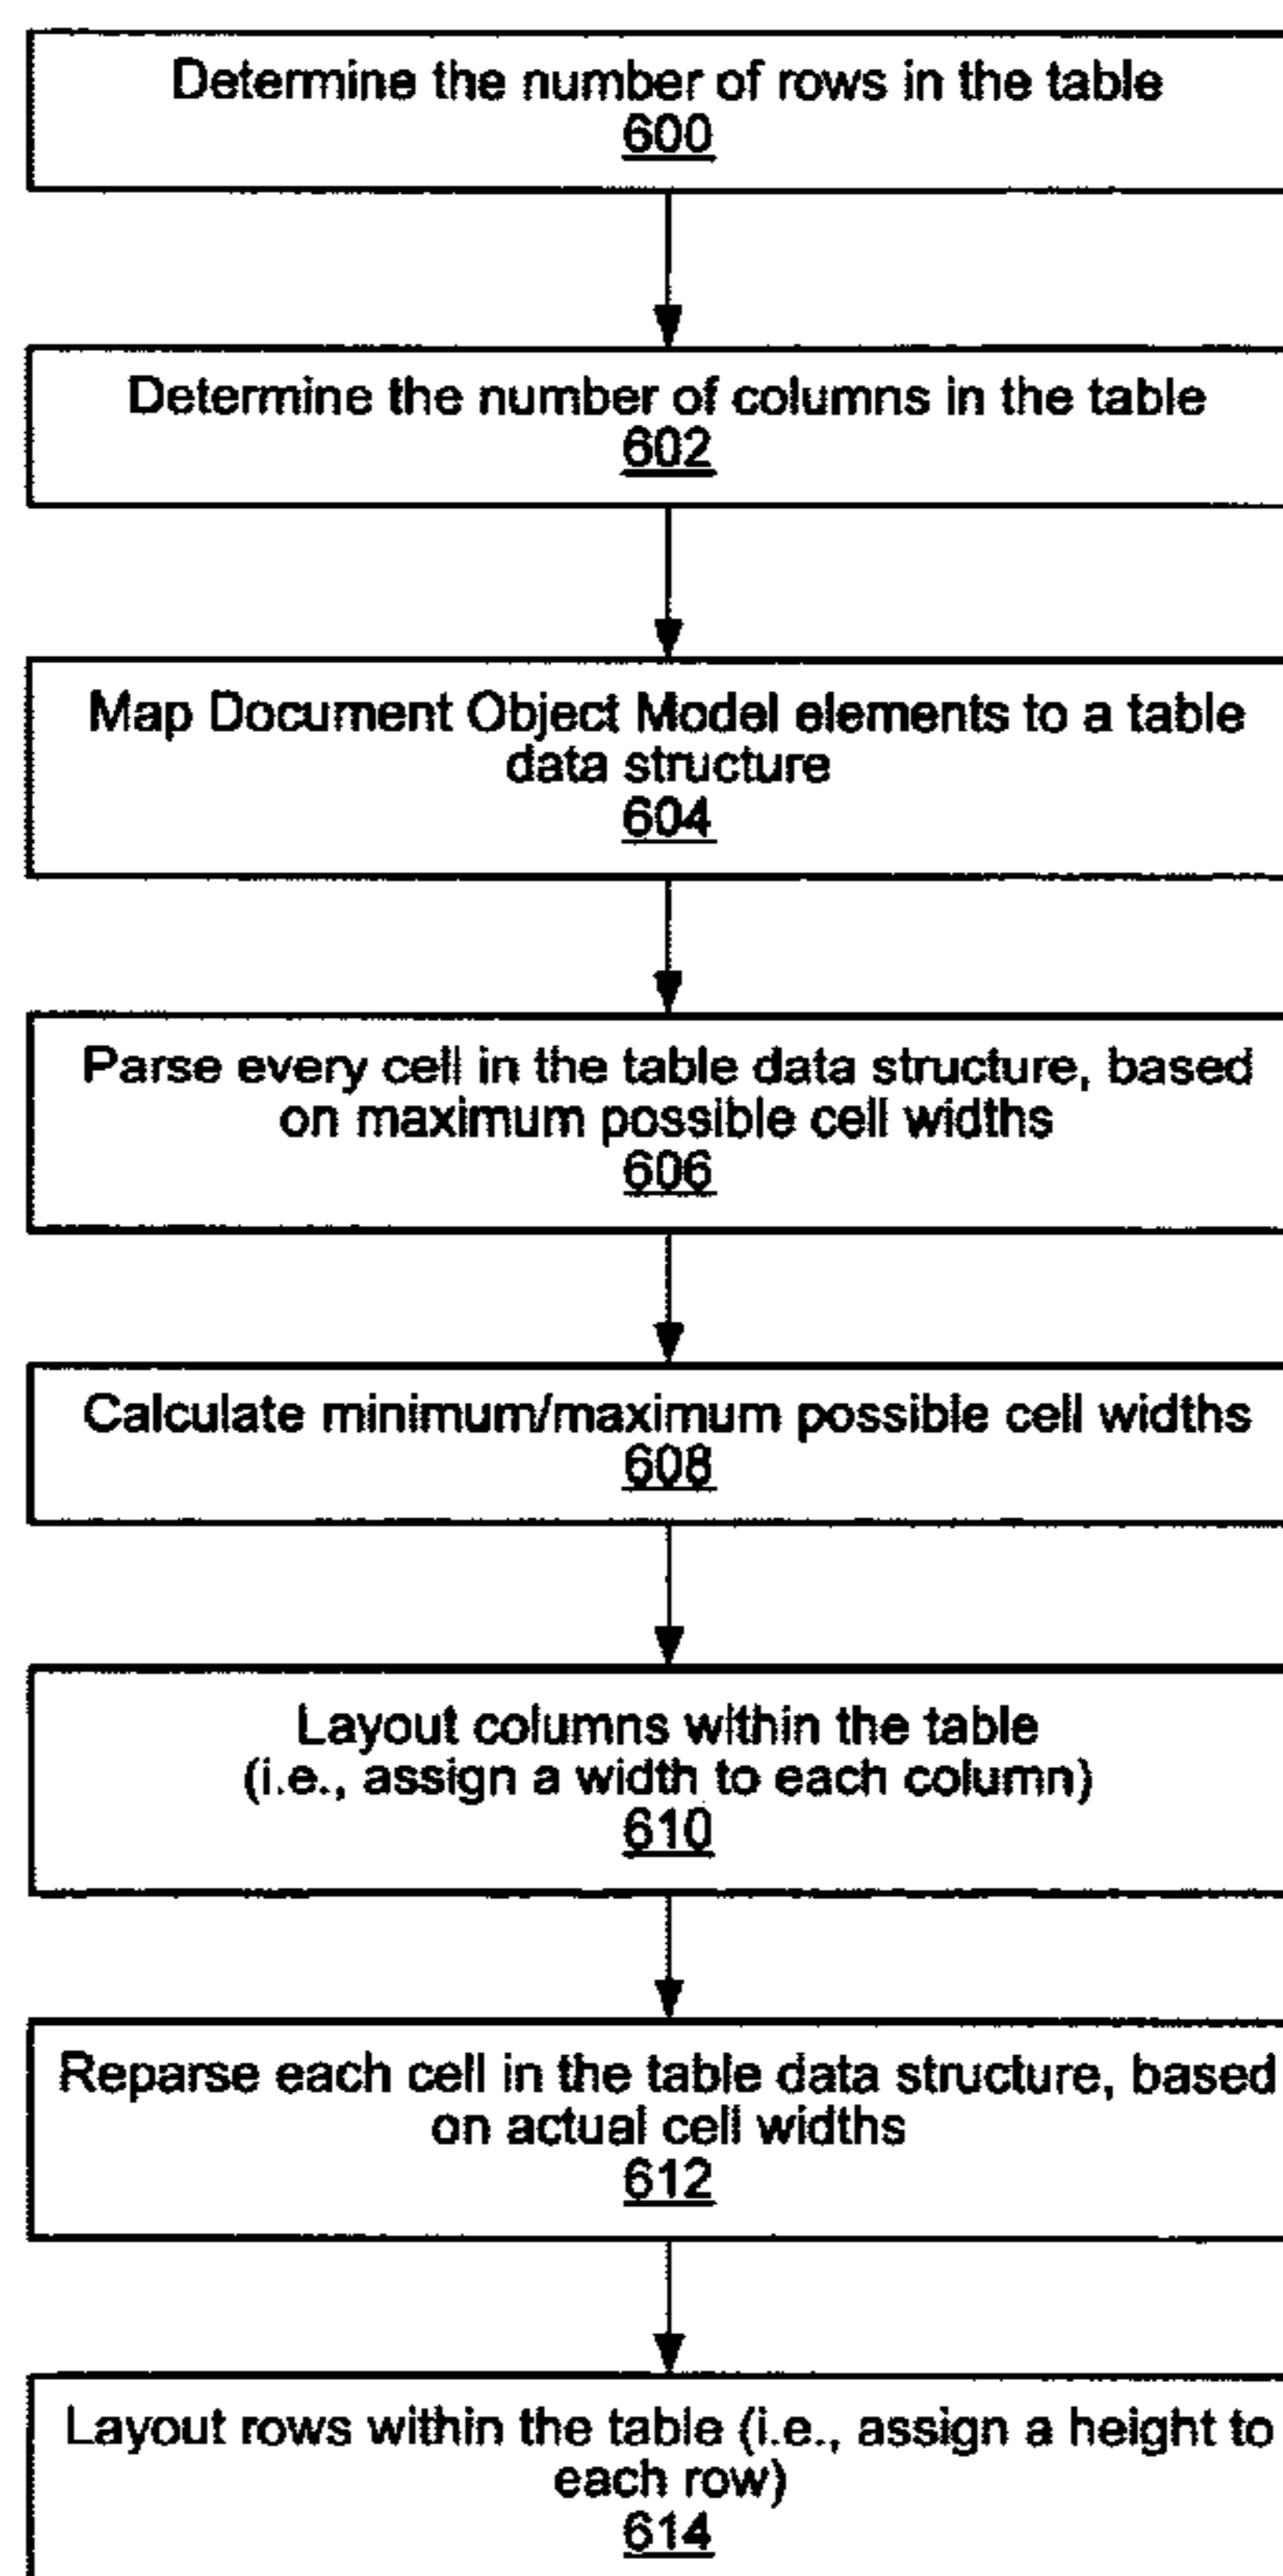 Determine the number of rows in the table
600
Determine the number of columns in the table
602
Map Document Object Model elements to a table
data structure
604
Parse every cell in the table data structure, based
on maximum possible cell widths
606
Calculate minimum/maximum possible cell widths
608
Layout columns within the table
(i.e., assign a width to each column)
610
Reparse each cell in the table data structure, based
on actual cell widths
612
Layout rows within the table (i.e., assign a height to
each row)
614